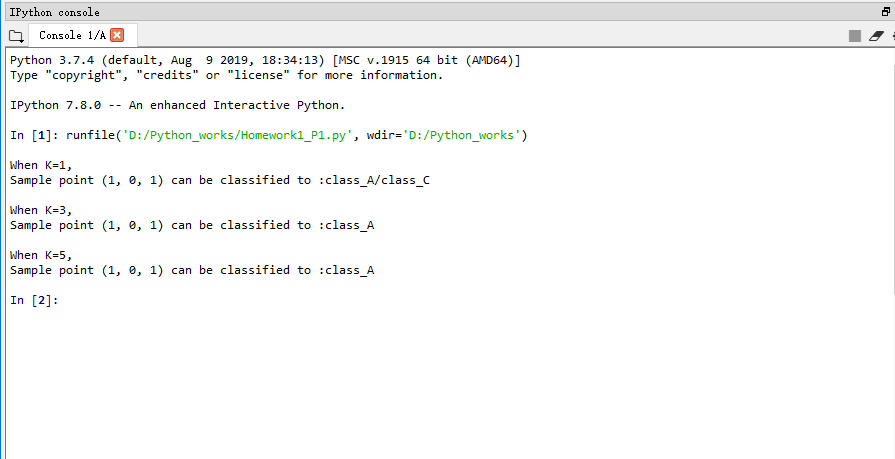 IPython console
Console 1/A
Python 3.7.4 (default, Aug  9 2019, 18:34:13) [MSC v.1915 64 bit (AMD64)]
Type "copyright", "credits" or "license" for more information.
IPython 7.8.0 -- An enhanced Interactive Python.
In [1]: runfile('D:/Python_works/Homework1_P1.py', wdir='D:/Python_works')
When K=1,
Sample point (1, 0, 1) can be classified to :class_A/class_C
When K=3,
Sample point (1, 0, 1) can be classified to :class_A
When K=5,
Sample point (1, 0, 1) can be classified to :class_A
In [2]: